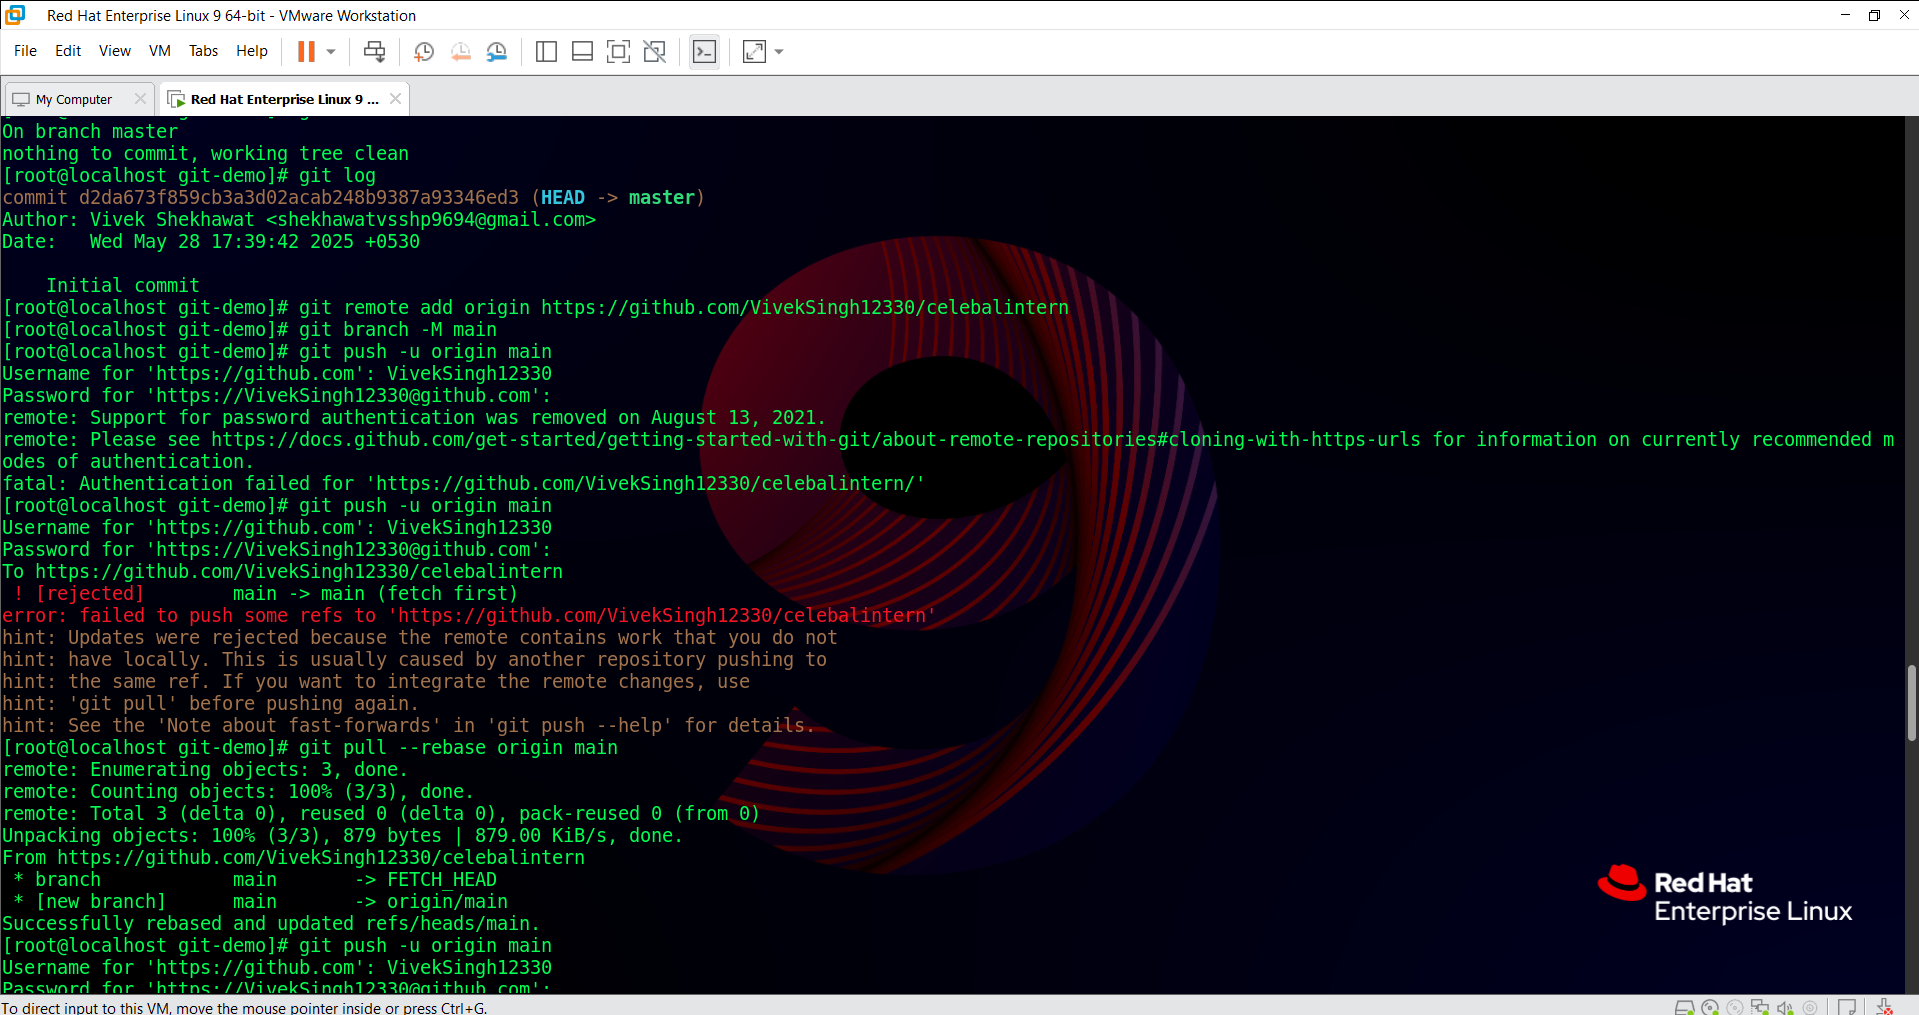 Red Hat Enterprise Linux 9 64-bit - VMware Workstation
File Edit View VM Tabs Help
My Computer Red Hat Enterprise Linux 9 ...
On branch master
nothing to commit, working tree clean
[root@localhost git-demo]# git log
commit d2da673f859cb3a3d02acab248b9387a93346ed3 (HEAD -> master)
Author: Vivek Shekhawat <shekhawatvsshp9694@gmail.com>
Date:   Wed May 28 17:39:42 2025 +0530
    Initial commit
[root@localhost git-demo]# git remote add origin https://github.com/VivekSingh12330/celebalintern
[root@localhost git-demo]# git branch -M main
[root@localhost git-demo]# git push -u origin main
Username for 'https://github.com': VivekSingh12330
Password for 'https://VivekSingh12330@github.com':
remote: Support for password authentication was removed on August 13, 2021.
remote: Please see https://docs.github.com/get-started/getting-started-with-git/about-remote-repositories#cloning-with-https-urls for information on currently recommended m
odes of authentication.
fatal: Authentication failed for 'https://github.com/VivekSingh12330/celebalintern/'
[root@localhost git-demo]# git push -u origin main
Username for 'https://github.com': VivekSingh12330
Password for 'https://VivekSingh12330@github.com':
To https://github.com/VivekSingh12330/celebalintern
 ! [rejected]        main -> main (fetch first)
error: failed to push some refs to 'https://github.com/VivekSingh12330/celebalintern'
hint: Updates were rejected because the remote contains work that you do not
hint: have locally. This is usually caused by another repository pushing to
hint: the same ref. If you want to integrate the remote changes, use
hint: 'git pull' before pushing again.
hint: See the 'Note about fast-forwards' in 'git push --help' for details.
[root@localhost git-demo]# git pull --rebase origin main
remote: Enumerating objects: 3, done.
remote: Counting objects: 100% (3/3), done.
remote: Total 3 (delta 0), reused 0 (delta 0), pack-reused 0 (from 0)
Unpacking objects: 100% (3/3), 879 bytes | 879.00 KiB/s, done.
From https://github.com/VivekSingh12330/celebalintern
 * branch            main       -> FETCH_HEAD
 * [new branch]      main       -> origin/main
Successfully rebased and updated refs/heads/main.
[root@localhost git-demo]# git push -u origin main
Username for 'https://github.com': VivekSingh12330
Password for 'https://VivekSingh12330@github.com':
Red Hat
Enterprise Linux
To direct input to this VM, move the mouse pointer inside or press Ctrl+G.